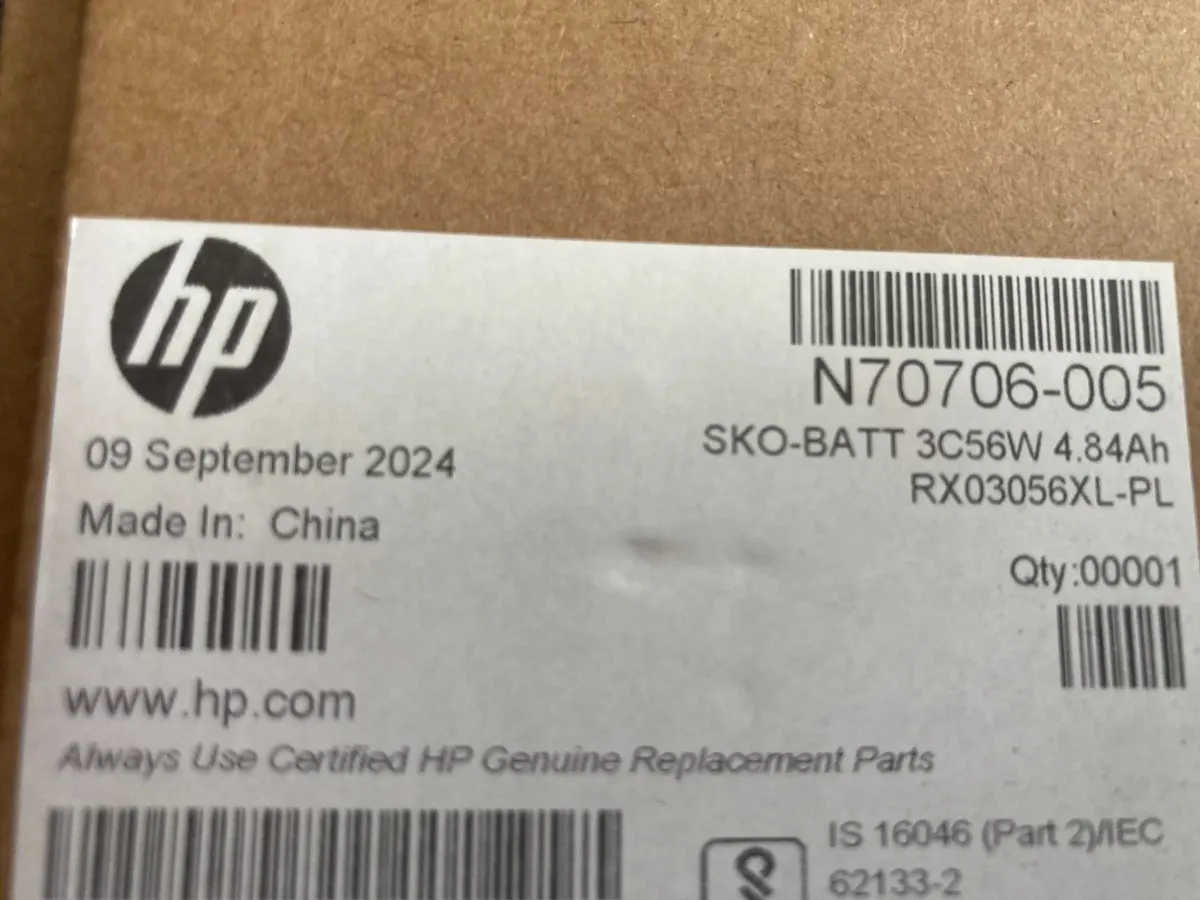 hp
N70706-005
SKO-BATT 3C56W 4.84Ah
RX03056XL-PL
09 September 2024
Made In: China
Qty:00001
www.hp.com
Always Use Certified HP Genuine Replacement Parts
IS 16046 (Part 2)/IEC
62133-2